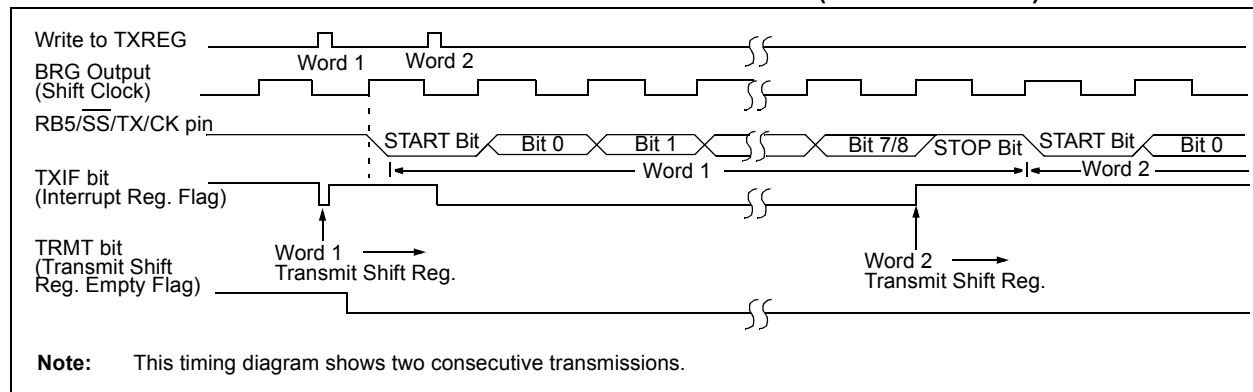 Write to TXREG
Word 1
Word 2
BRG Output
(Shift Clock)
RB5/SS/TX/CK pin
START Bit
Bit 0
Bit 1
Bit 7/8
STOP Bit
START Bit
Bit 0
Word 1
Word 2
TXIF bit
(Interrupt Reg. Flag)
TRMT bit
(Transmit Shift
Reg. Empty Flag)
Word 1
Transmit Shift Reg.
Word 2
Transmit Shift Reg.
Note: This timing diagram shows two consecutive transmissions.